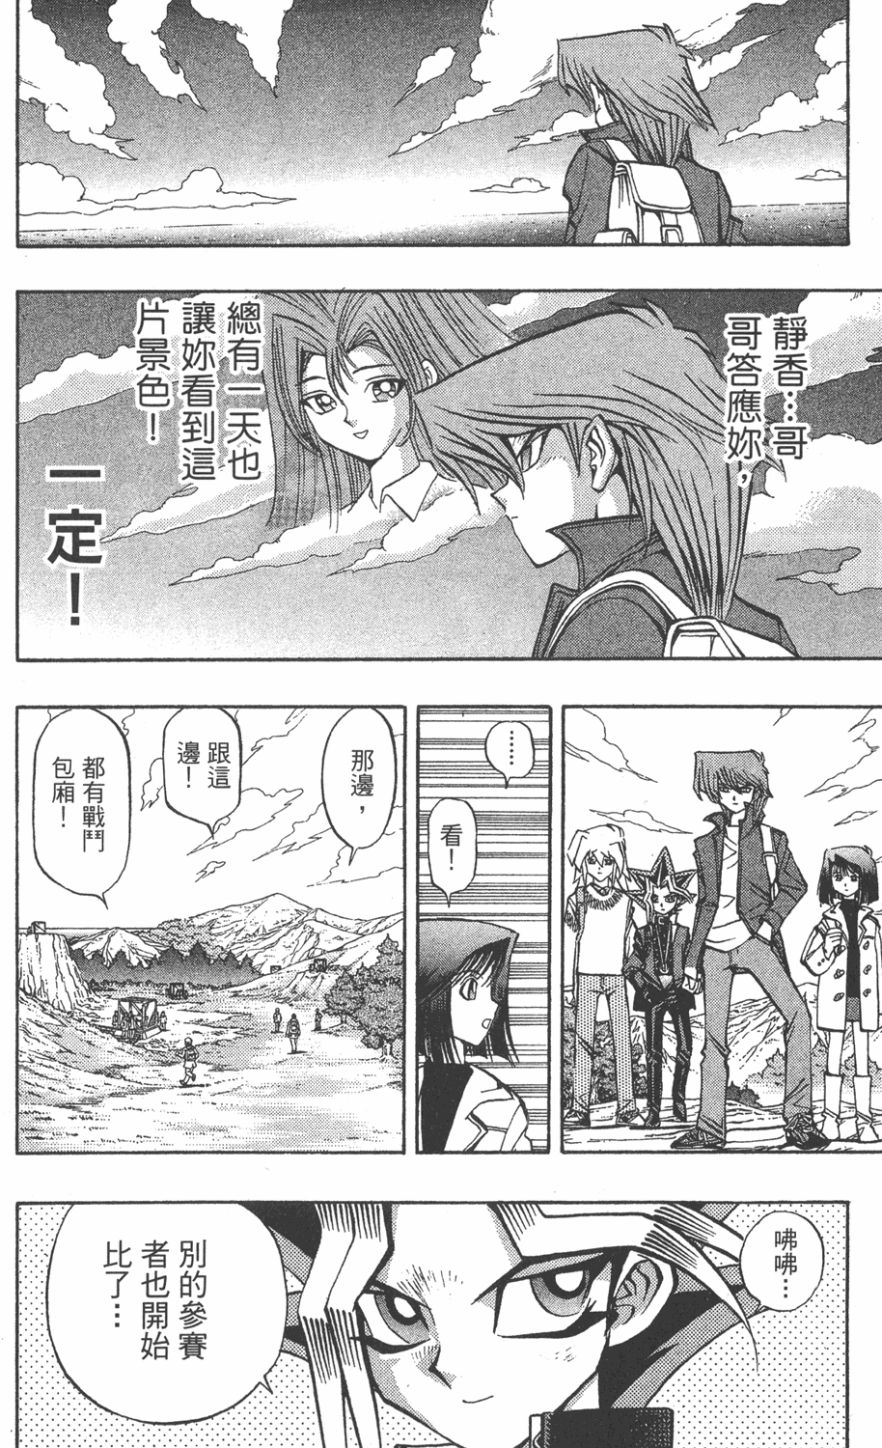 靜香…哥
哥答應妳，
總有一天也
讓妳看到這
片景色！
一定！
……
看！
那邊，
跟這
邊！
都有戰鬥
包廂！
咈咈…
別的參賽
者也開始
比了…